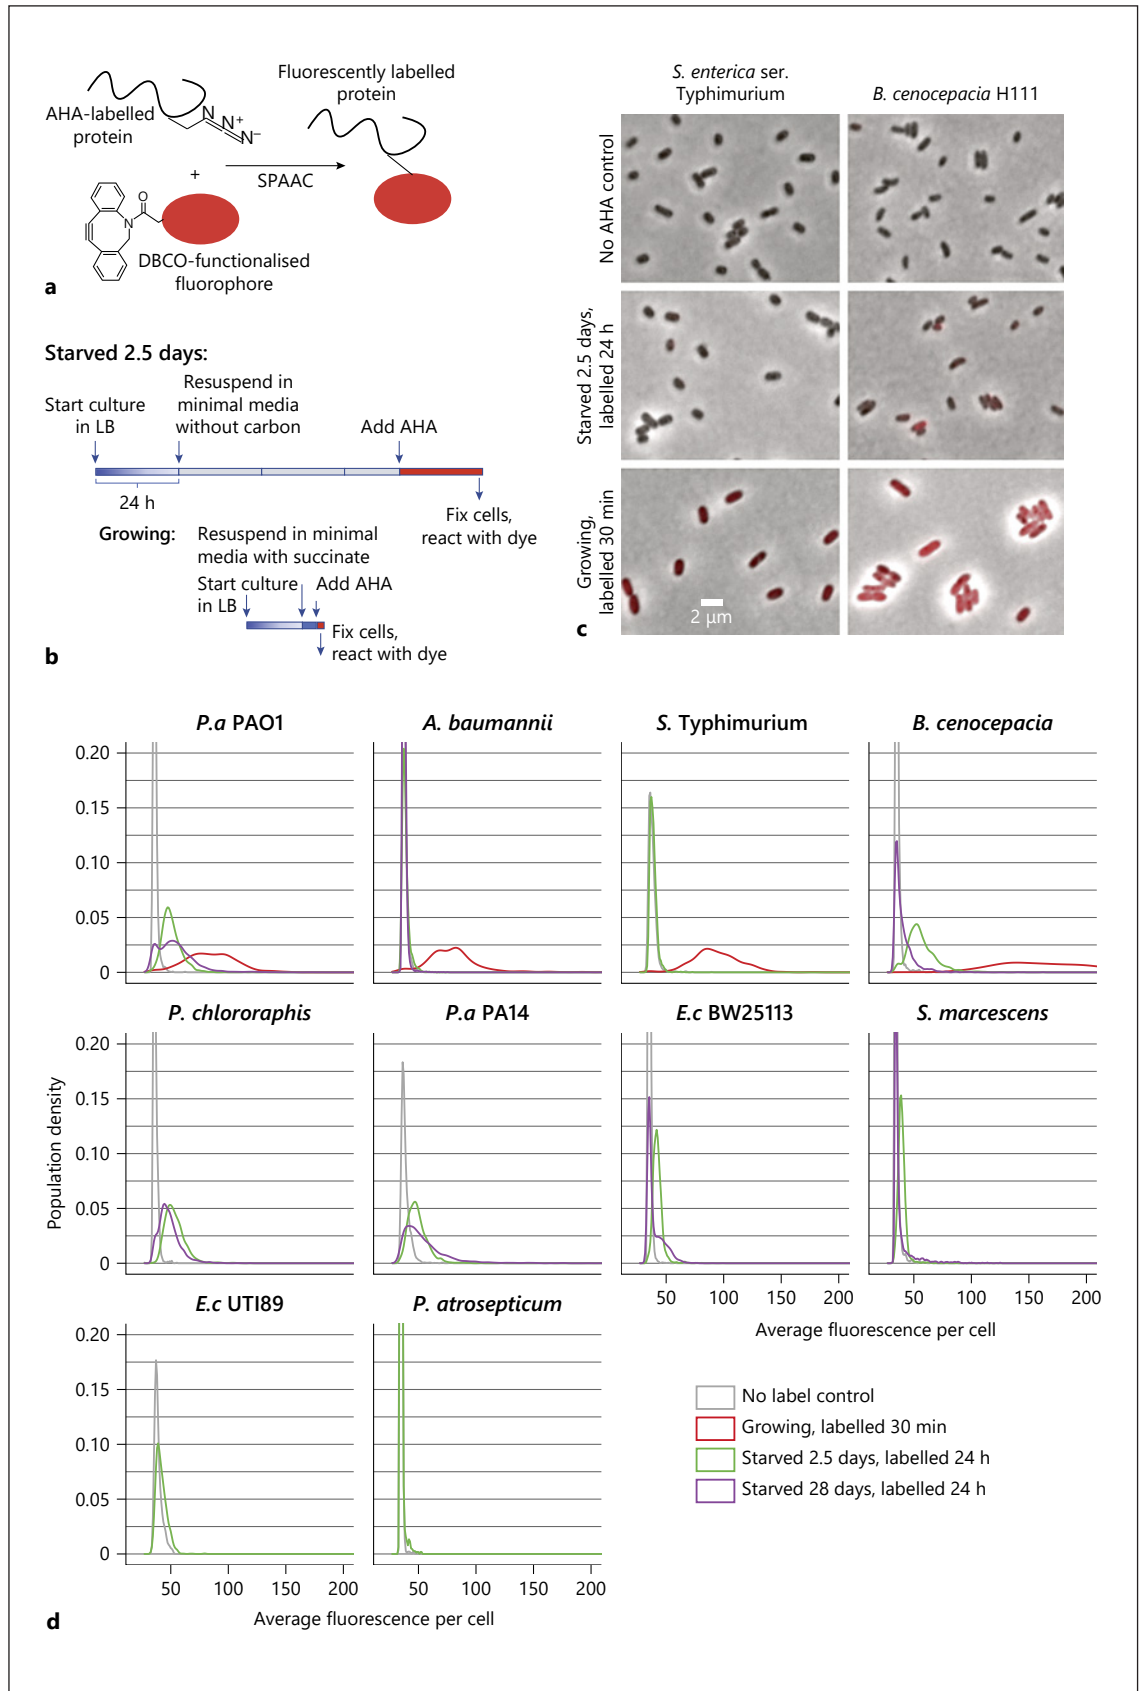 AHA-labelled
protein
N
N+
N−
Fluorescently labelled
protein
+
SPAAC
O
N
DBCO-functionalised
fluorophore
a
Starved 2.5 days:
Start culture
in LB
Resuspend in
minimal media
without carbon
Add AHA
24 h
Fix cells,
react with dye
Growing:
Resuspend in minimal
media with succinate
Start culture
in LB
Add AHA
Fix cells,
react with dye
b
S. enterica ser.
Typhimurium
B. cenocepacia H111
No AHA control
Starved 2.5 days,
labelled 24 h
Growing,
labelled 30 min
2 μm
c
P.a PAO1
A. baumannii
S. Typhimurium
B. cenocepacia
0.20
0.15
0.10
0.05
0
P. chlororaphis
P.a PA14
E.c BW25113
S. marcescens
Population density
0.20
0.15
0.10
0.05
0
50 100 150 200
50 100 150 200
Average fluorescence per cell
E.c UTI89
P. atrosepticum
0.20
0.15
0.10
0.05
0
50 100 150 200
50 100 150 200
Average fluorescence per cell
No label control
Growing, labelled 30 min
Starved 2.5 days, labelled 24 h
Starved 28 days, labelled 24 h
d